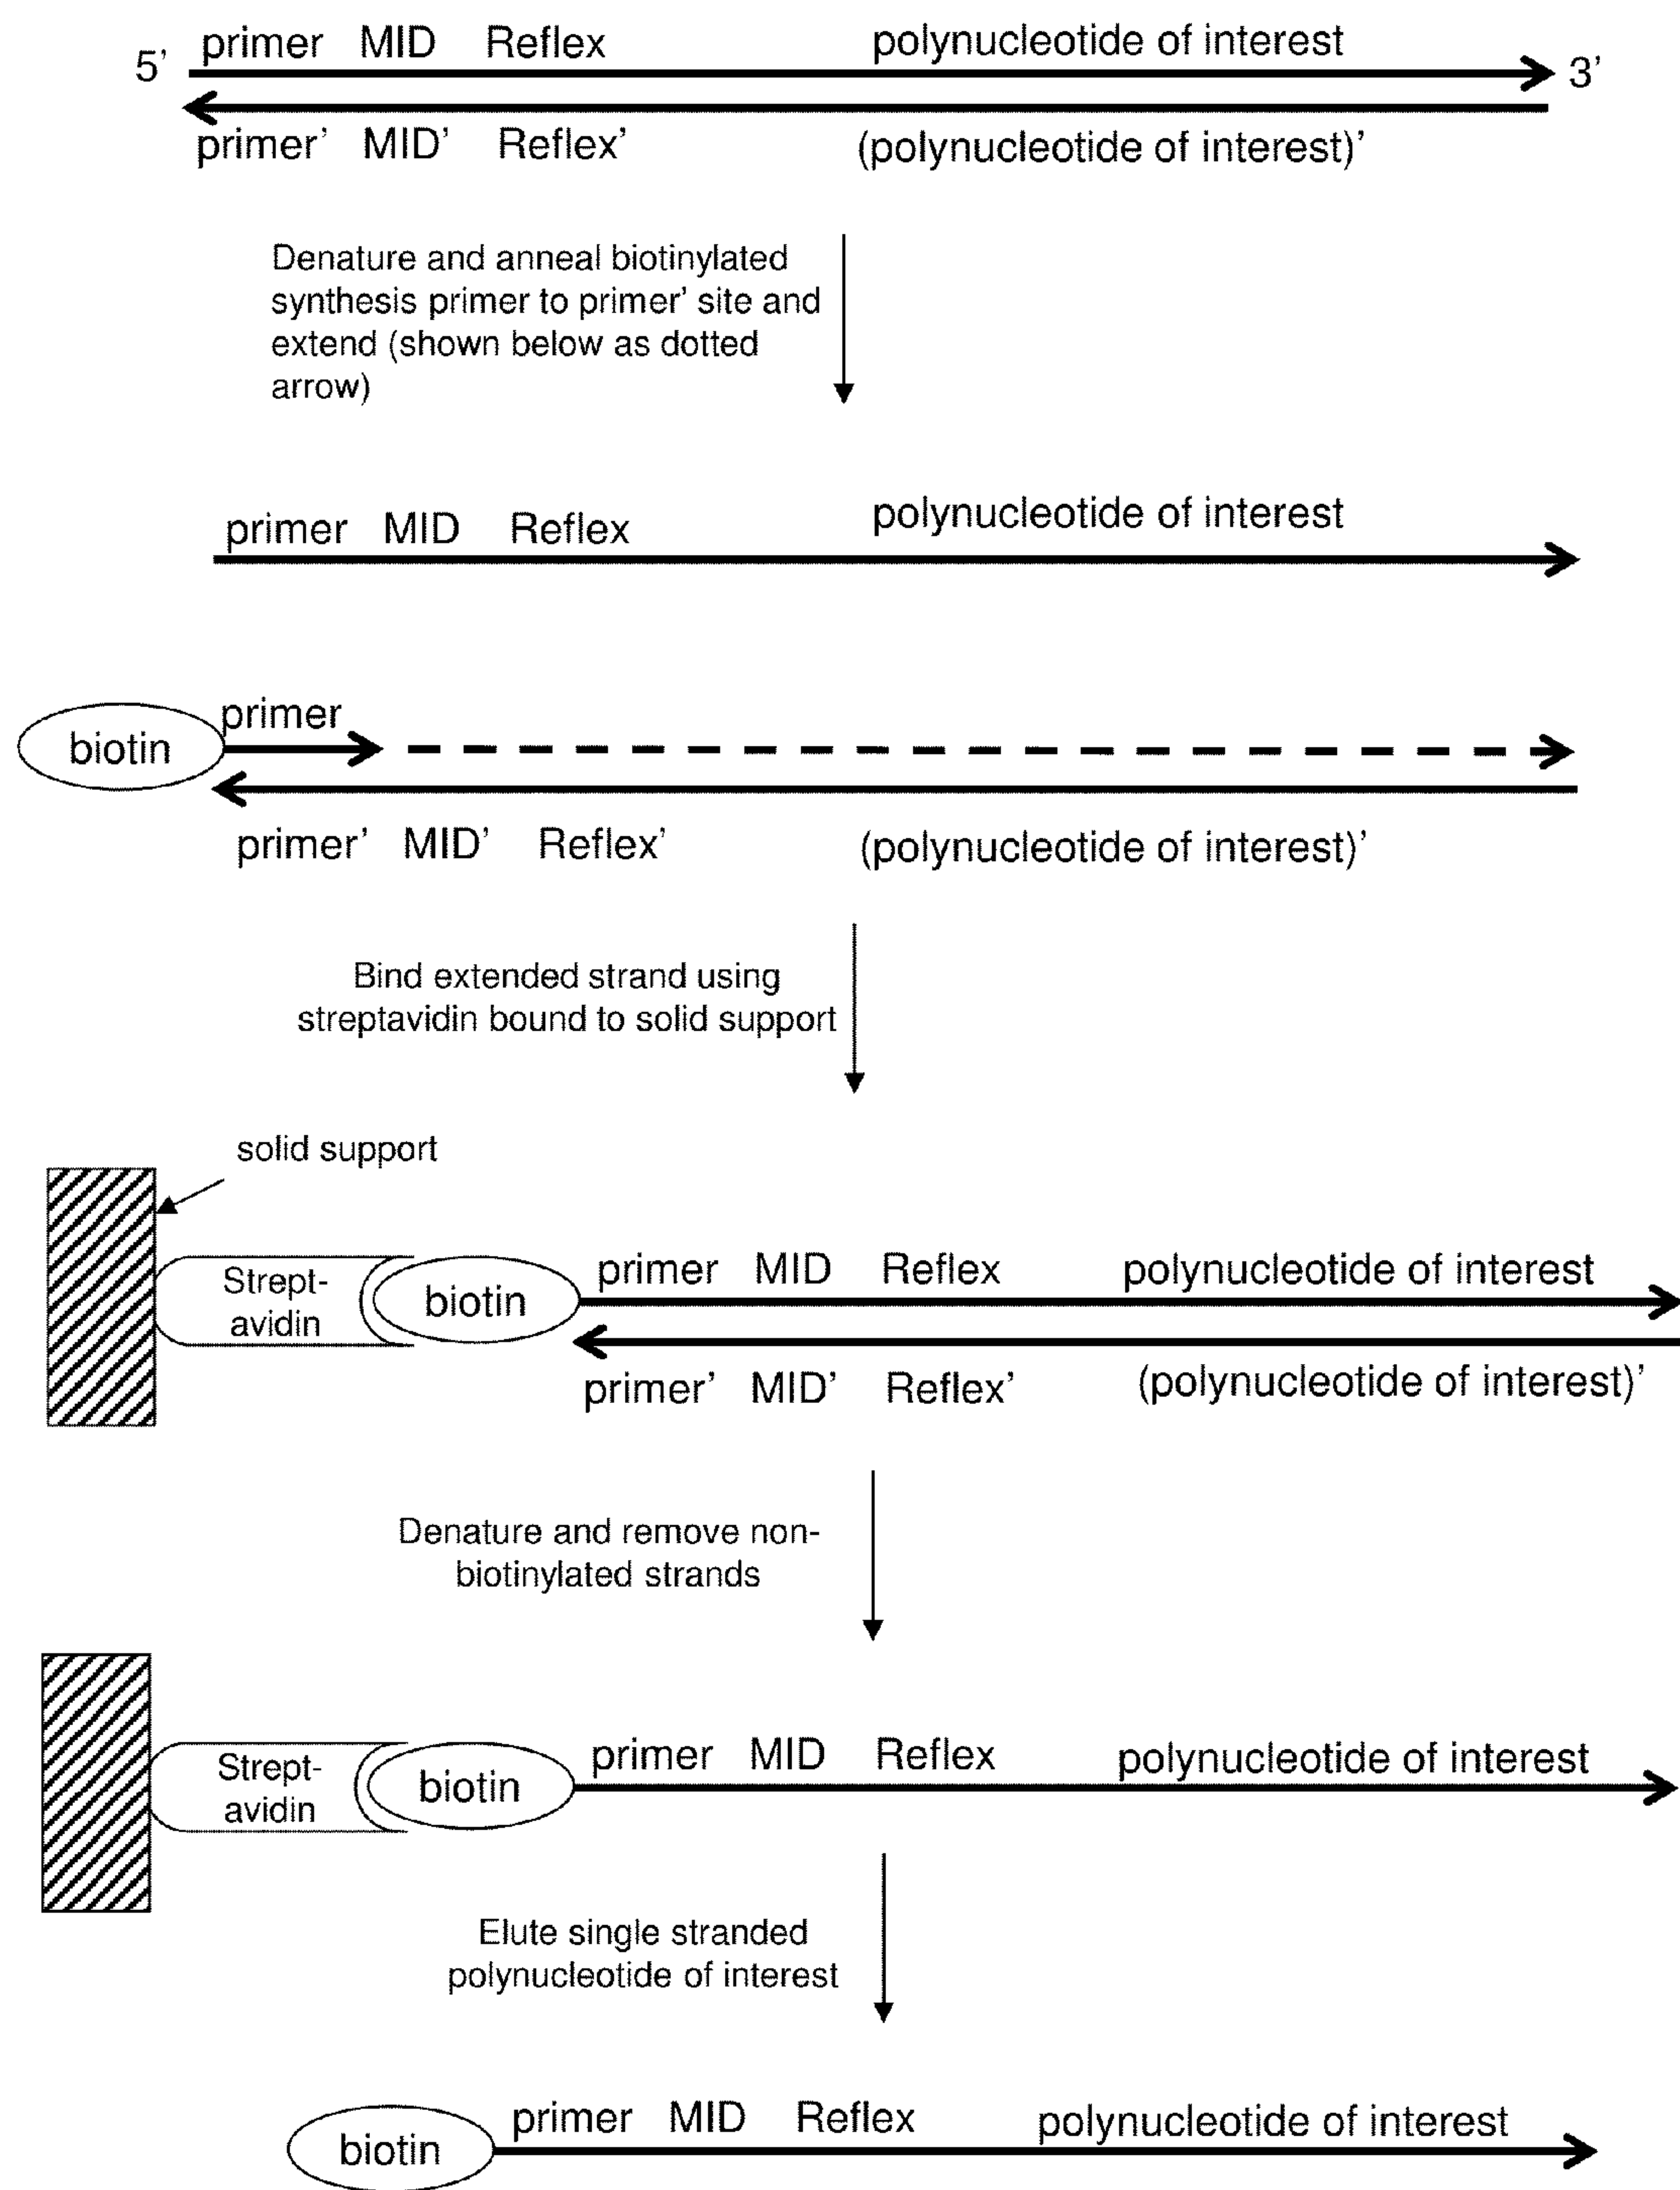 5’ primer MID Reflex polynucleotide of interest 3’
primer’ MID’ Reflex’ (polynucleotide of interest)’
Denature and anneal biotinylated
synthesis primer to primer’ site and
extend (shown below as dotted
arrow)
primer MID Reflex polynucleotide of interest
primer
biotin
primer’ MID’ Reflex’ (polynucleotide of interest)’
Bind extended strand using
streptavidin bound to solid support
solid support
primer MID Reflex polynucleotide of interest
Strept-
avidin
biotin
primer’ MID’ Reflex’ (polynucleotide of interest)’
Denature and remove non-
biotinylated strands
primer MID Reflex polynucleotide of interest
Strept-
avidin
biotin
Elute single stranded
polynucleotide of interest
primer MID Reflex polynucleotide of interest
biotin